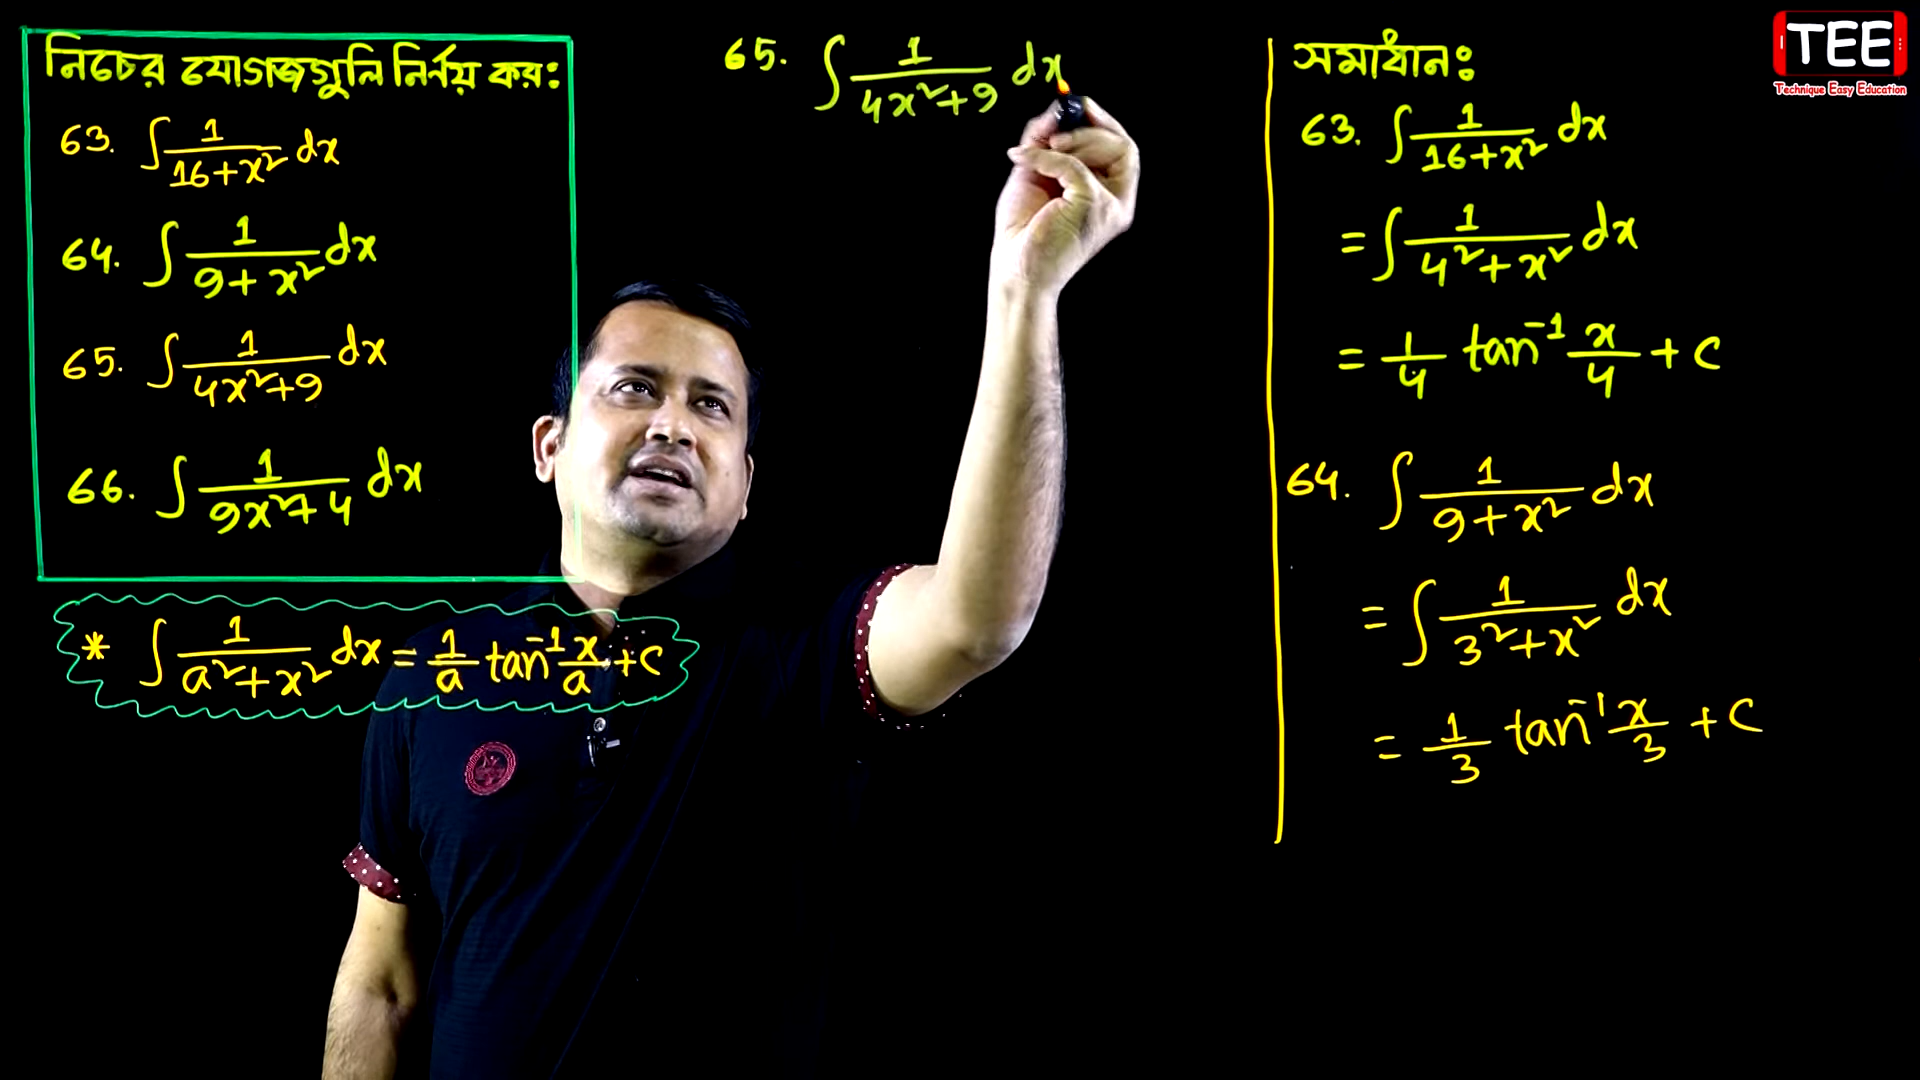 নিচের যোগজগুলি নির্ণয় কর:
63. ∫ 1/(16+x²) dx
64. ∫ 1/(9+x²) dx
65. ∫ 1/(4x²+9) dx
66. ∫ 1/(9x²+4) dx
* ∫ 1/(a²+x²) dx = 1/a tan⁻¹ x/a + c
65. ∫ 1/(4x²+9) dx
সমাধান:
63. ∫ 1/(16+x²) dx
= ∫ 1/(4²+x²) dx
= 1/4 tan⁻¹ x/4 + c
64. ∫ 1/(9+x²) dx
= ∫ 1/(3²+x²) dx
= 1/3 tan⁻¹ x/3 + c
TEE
Technique Easy Education